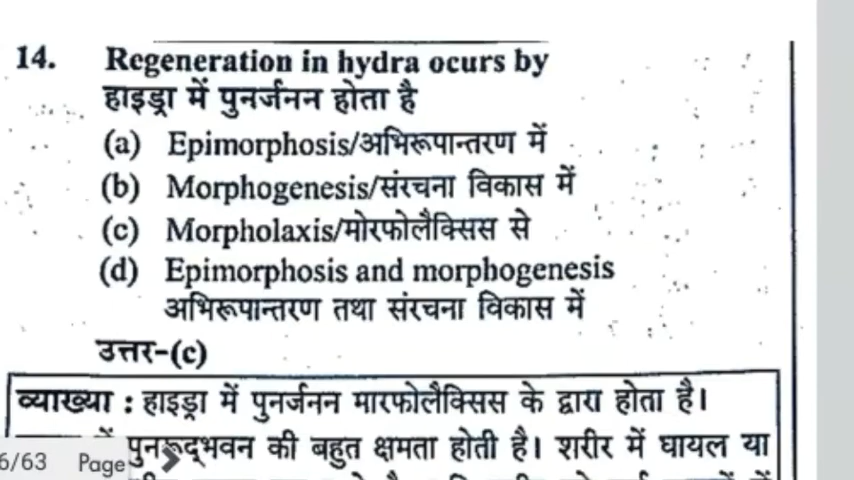 14. Regeneration in hydra ocurs by
हाइड्रा में पुनर्जनन होता है
(a) Epimorphosis/अभिरूपान्तरण में
(b) Morphogenesis/संरचना विकास में
(c) Morpholaxis/मोरफोलैक्सिस से
(d) Epimorphosis and morphogenesis
अभिरूपान्तरण तथा संरचना विकास में
उत्तर-(c)
व्याख्या : हाइड्रा में पुनर्जनन मारफोलैक्सिस के द्वारा होता है।
में पुनरूद्भवन की बहुत क्षमता होती है। शरीर में घायल या
6/63 Page